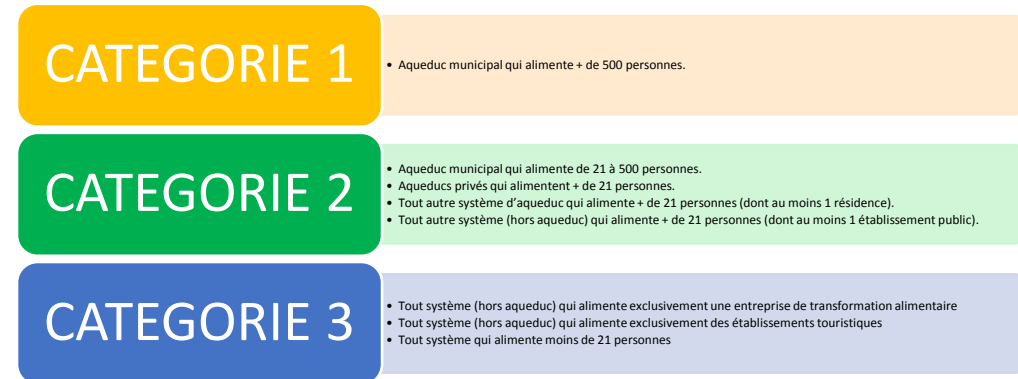 CATEGORIE 1
• Aqueduc municipal qui alimente + de 500 personnes.
CATEGORIE 2
• Aqueduc municipal qui alimente de 21 à 500 personnes.
• Aqueducs privés qui alimentent + de 21 personnes.
• Tout autre système d’aqueduc qui alimente + de 21 personnes (dont au moins 1 résidence).
• Tout autre système (hors aqueduc) qui alimente + de 21 personnes (dont au moins 1 établissement public).
CATEGORIE 3
• Tout système (hors aqueduc) qui alimente exclusivement une entreprise de transformation alimentaire
• Tout système (hors aqueduc) qui alimente exclusivement des établissements touristiques
• Tout système qui alimente moins de 21 personnes